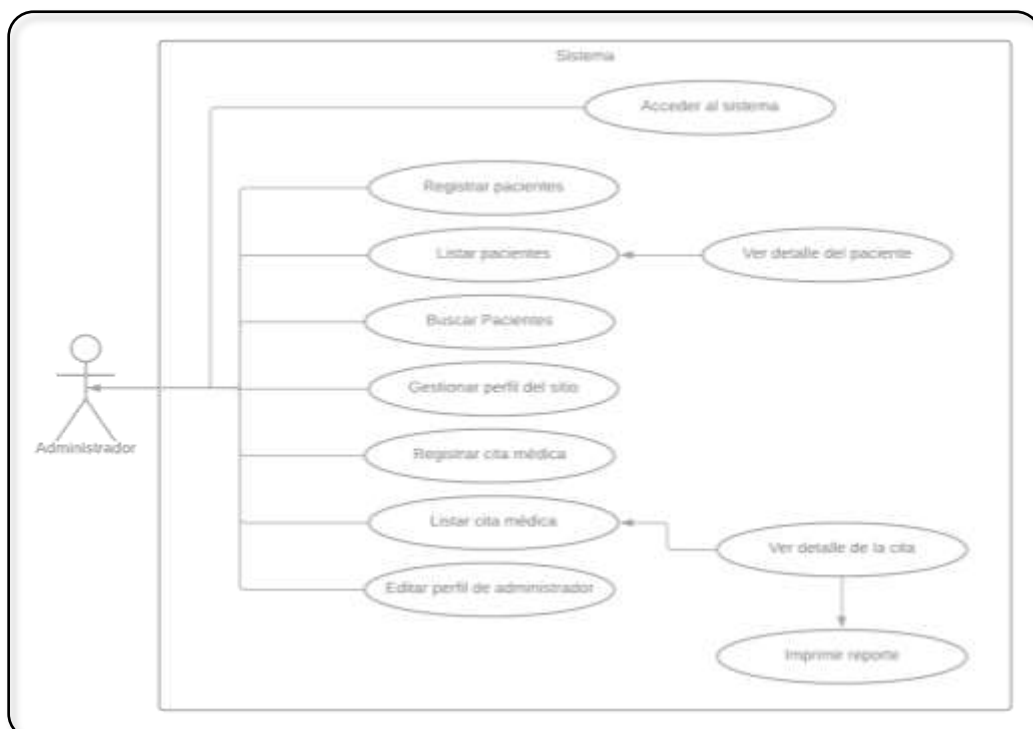 Sistema
Acceder al sistema
Registrar pacientes
Listar pacientes
Ver detalle del paciente
Buscar Pacientes
Gestionar perfil del sitio
Administrador
Registrar cita médica
Listar cita médica
Ver detalle de la cita
Editar perfil de administrador
Imprimir reporte